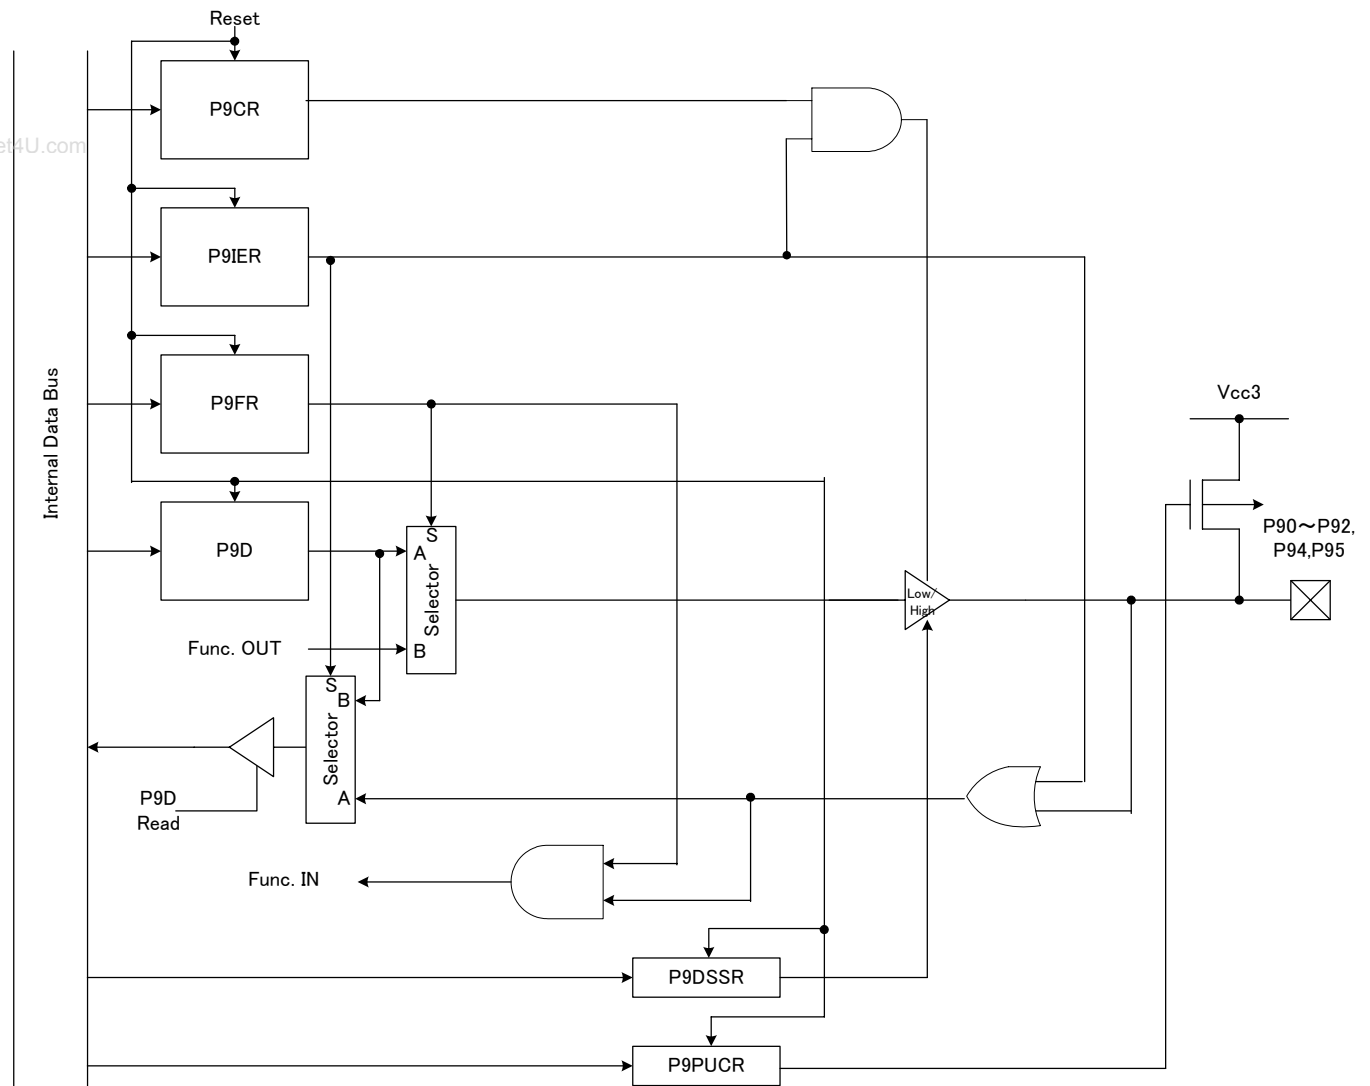 Reset
P9CR
et4U.com
P9IER
P9FR
Internal Data Bus
Vcc3
P90～P92,
P94,P95
P9D
S
A
Selector
B
Low/
High
Func. OUT
S
B
Selector
A
P9D
Read
Func. IN
P9DSSR
P9PUCR